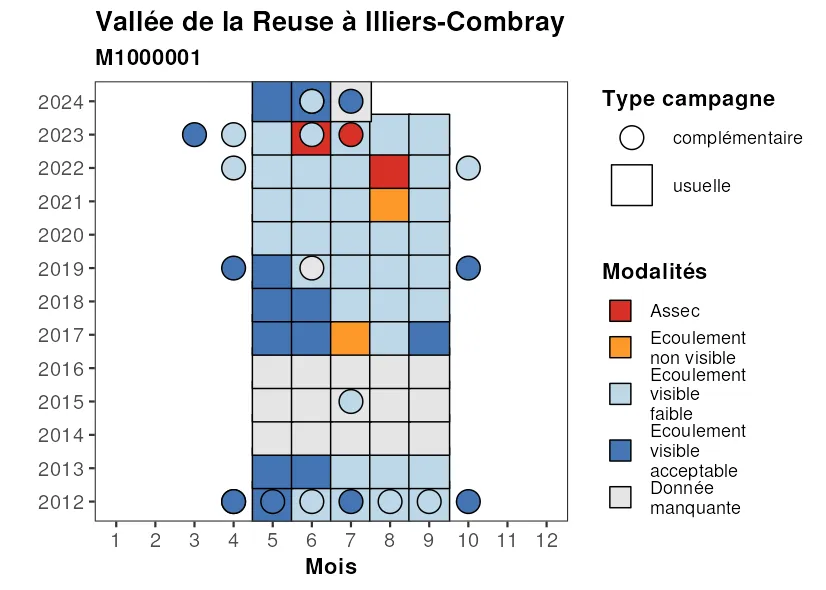 Vallée de la Reuse à Illiers-Combray
M1000001
2024
2023
2022
2021
2020
2019
2018
2017
2016
2015
2014
2013
2012
1 2 3 4 5 6 7 8 9 10 11 12
Mois
Type campagne
complémentaire
usuelle
Modalités
Assec
Ecoulement
non visible
Ecoulement
visible
faible
Ecoulement
visible
acceptable
Donnée
manquante